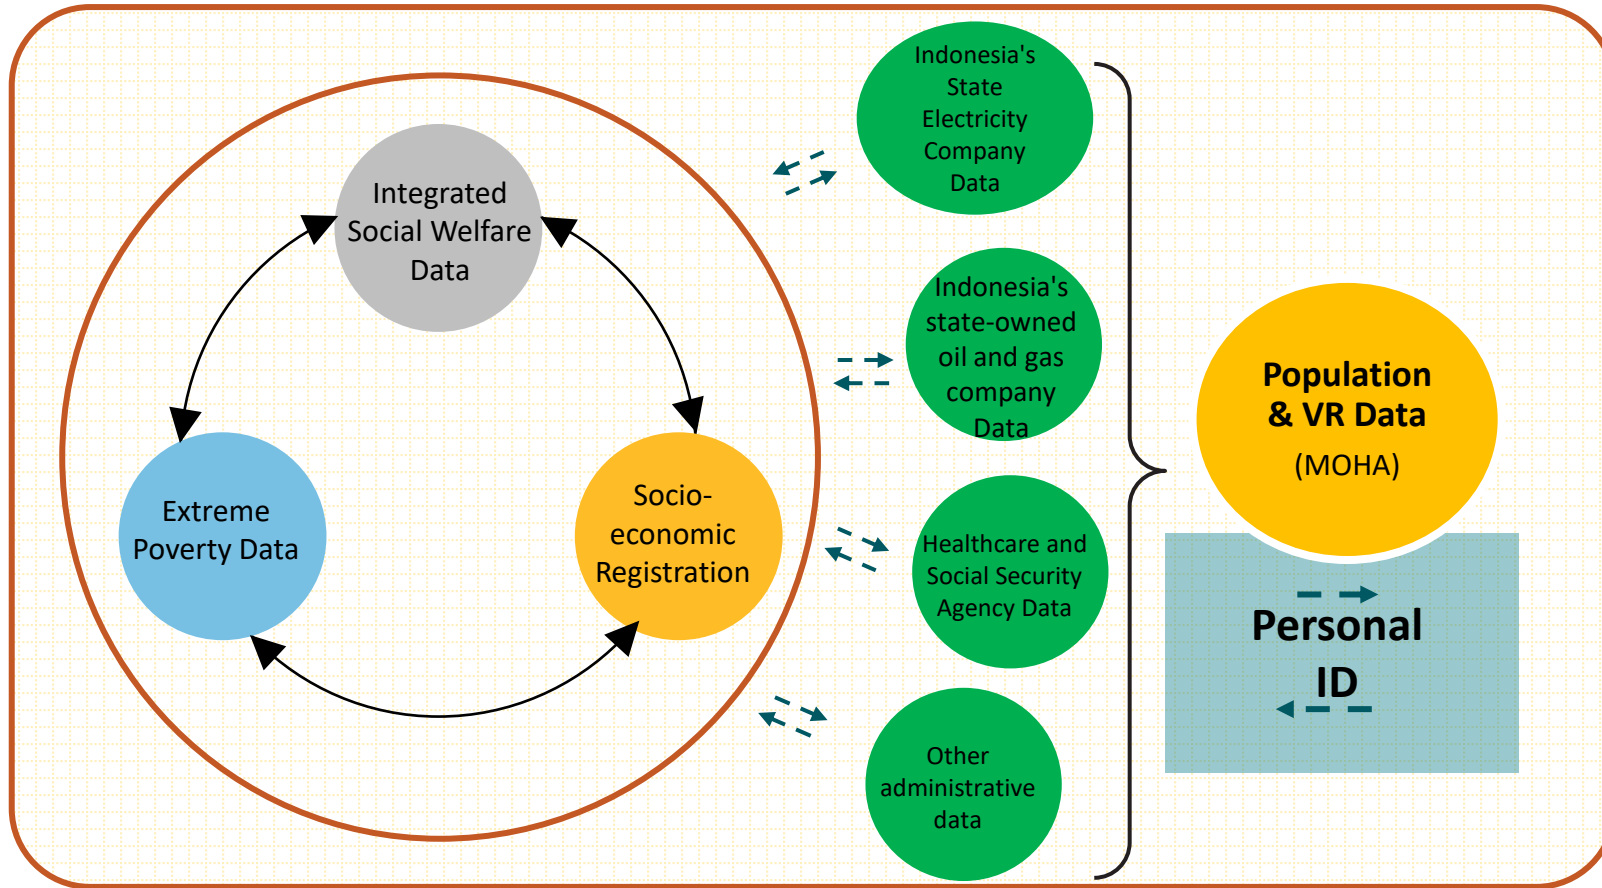 Integrated
Social Welfare
Data
Extreme
Poverty Data
Socio-
economic
Registration
Indonesia's
State
Electricity
Company
Data
Indonesia's
state-owned
oil and gas
company
Data
Healthcare and
Social Security
Agency Data
Other
administrative
data
Population
& VR Data
(MOHA)
Personal
ID